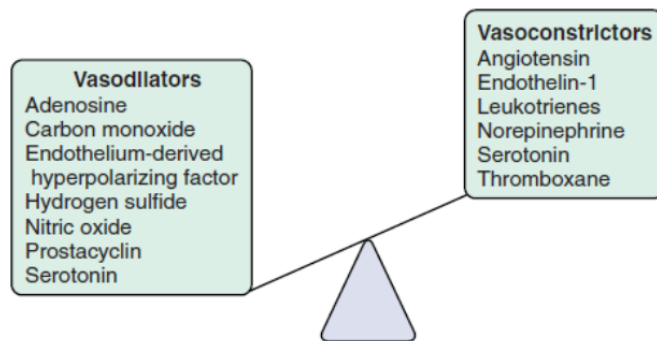 Vasodilators
Adenosine
Carbon monoxide
Endothelium-derived
hyperpolarizing factor
Hydrogen sulfide
Nitric oxide
Prostacyclin
Serotonin
Vasoconstrictors
Angiotensin
Endothelin-1
Leukotrienes
Norepinephrine
Serotonin
Thromboxane